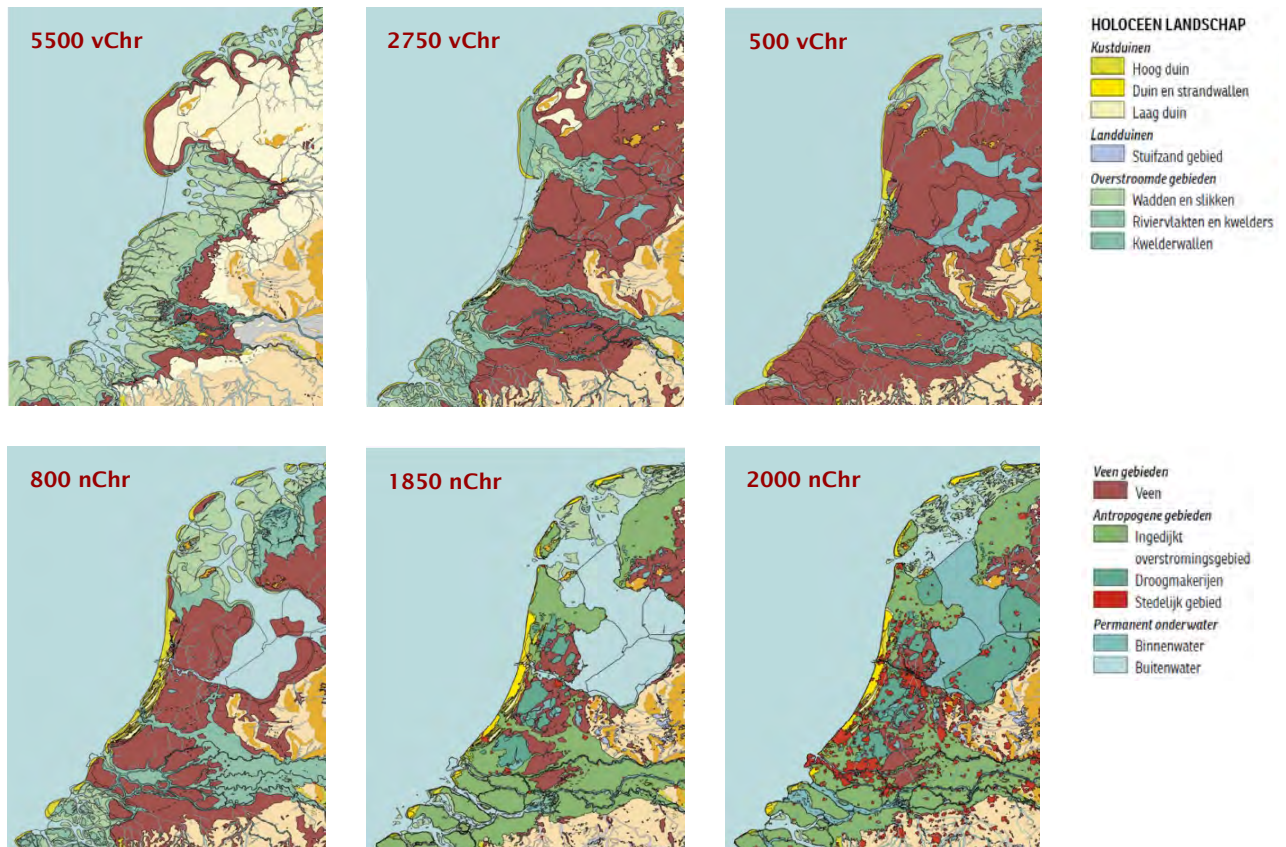 5500 vChr
2750 vChr
500 vChr
HOLOCEEN LANDSCHAP
Kustduinen
Hoog duin
Duin en strandwallen
Laag duin
Landduinen
Stuifzand gebied
Overstroomde gebieden
Wadden en slikken
Riviervlakten en kwelders
Kwelderwallen
800 nChr
1850 nChr
2000 nChr
Veen gebieden
Veen
Antropogene gebieden
Ingedijkt
overstromingsgebied
Droogmakerijen
Stedelijk gebied
Permanent onderwater
Binnenwater
Buitenwater